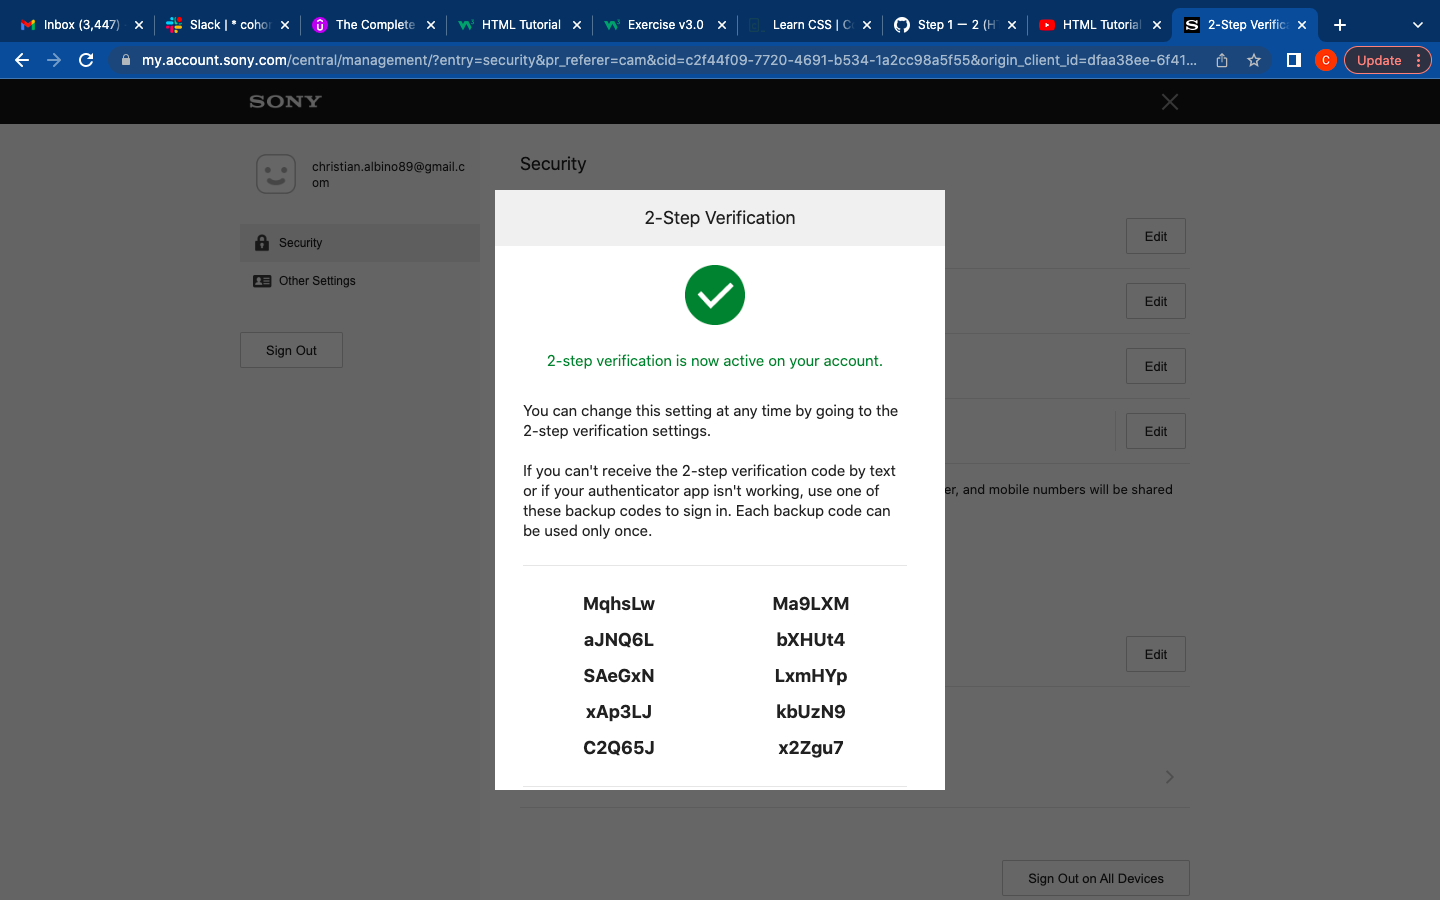 Inbox (3,447)
Slack | * cohor
The Complete
HTML Tutorial
Exercise v3.0
Learn CSS | C
Step 1 — 2 (HT
HTML Tutorial
2-Step Verific
my.account.sony.com/central/management/?entry=security&pr_referer=cam&cid=c2f44f09-7720-4691-b534-1a2cc98a5f55&origin_client_id=dfaa38ee-6f41...
C
Update
SONY
christian.albino89@gmail.c
om
Security
Other Settings
Sign Out
Security
Edit
Edit
Edit
Edit
er, and mobile numbers will be shared
Edit
Sign Out on All Devices
2-Step Verification
2-step verification is now active on your account.
You can change this setting at any time by going to the
2-step verification settings.
If you can't receive the 2-step verification code by text
or if your authenticator app isn't working, use one of
these backup codes to sign in. Each backup code can
be used only once.
MqhsLw Ma9LXM
aJNQ6L bXHUt4
SAeGxN LxmHYp
xAp3LJ kbUzN9
C2Q65J x2Zgu7